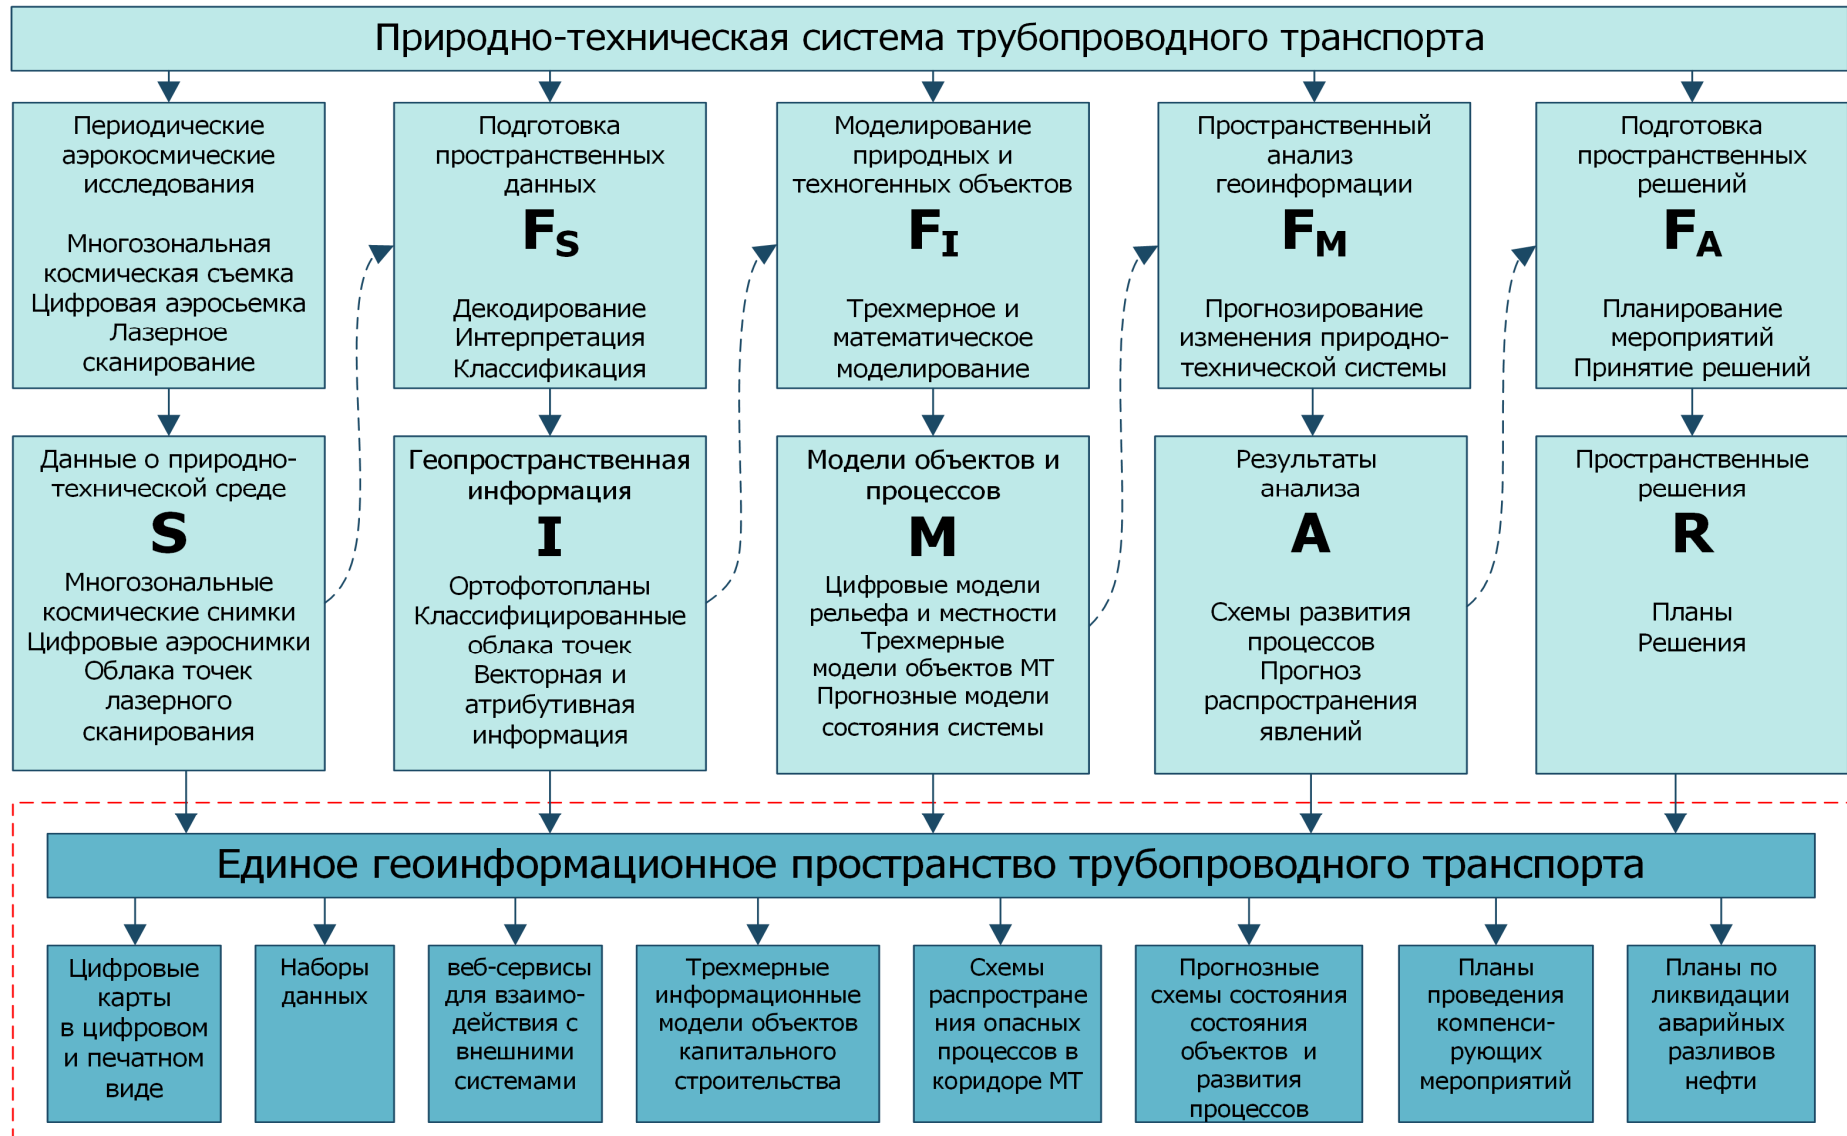 Природно-техническая система трубопроводного транспорта
Периодические
аэрокосмические
исследования
Многозональная
космическая съемка
Цифровая аэросьемка
Лазерное
сканирование
Подготовка
пространственных
данных
FS
Декодирование
Интерпретация
Классификация
Моделирование
природных и
техногенных объектов
FI
Трехмерное и
математическое
моделирование
Пространственный
анализ
геоинформации
FM
Прогнозирование
изменения природно-
технической системы
Подготовка
пространственных
решений
FA
Планирование
мероприятий
Принятие решений
Данные о природно-
технической среде
S
Многозональные
космические снимки
Цифровые аэроснимки
Облака точек
лазерного
сканирования
Геопространственная
информация
I
Ортофотопланы
Классифицированные
облака точек
Векторная и
атрибутивная
информация
Модели объектов и
процессов
M
Цифровые модели
рельефа и местности
Трехмерные
модели объектов МТ
Прогнозные модели
состояния системы
Результаты
анализа
A
Схемы развития
процессов
Прогноз
распространения
явлений
Пространственные
решения
R
Планы
Решения
Единое геоинформационное пространство трубопроводного транспорта
Цифровые
карты
в цифровом
и печатном
виде
Наборы
данных
веб-сервисы
для взаимо-
действия с
внешними
системами
Трехмерные
информационные
модели объектов
капитального
строительства
Схемы
распростране
ния опасных
процессов в
коридоре МТ
Прогнозные
схемы состояния
состояния
объектов и
развития
процессов
Планы
проведения
компенси-
рующих
мероприятий
Планы по
ликвидации
аварийных
разливов
нефти